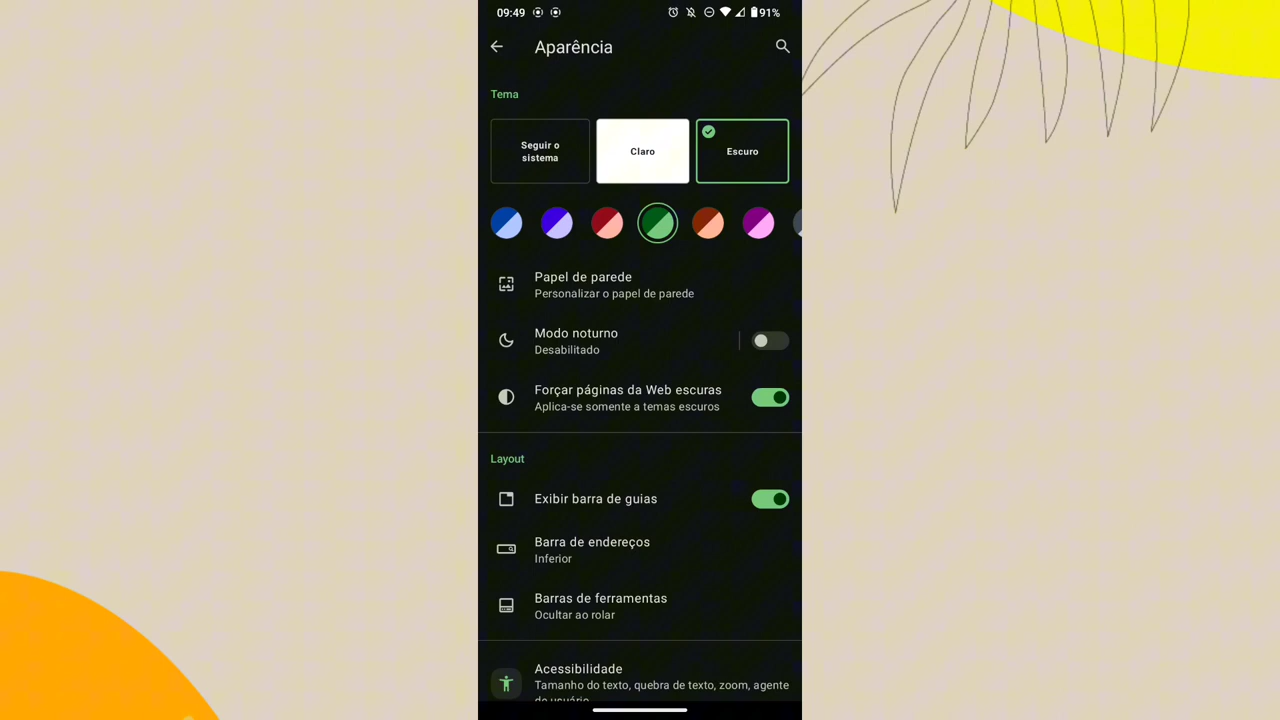 09:49
91%
Aparência
Tema
Seguir o
sistema
Claro
Escuro
Papel de parede
Personalizar o papel de parede
Modo noturno
Desabilitado
Forçar páginas da Web escuras
Aplica-se somente a temas escuros
Layout
Exibir barra de guias
Barra de endereços
Inferior
Barras de ferramentas
Ocultar ao rolar
Acessibilidade
Tamanho do texto, quebra de texto, zoom, agente
de usuário